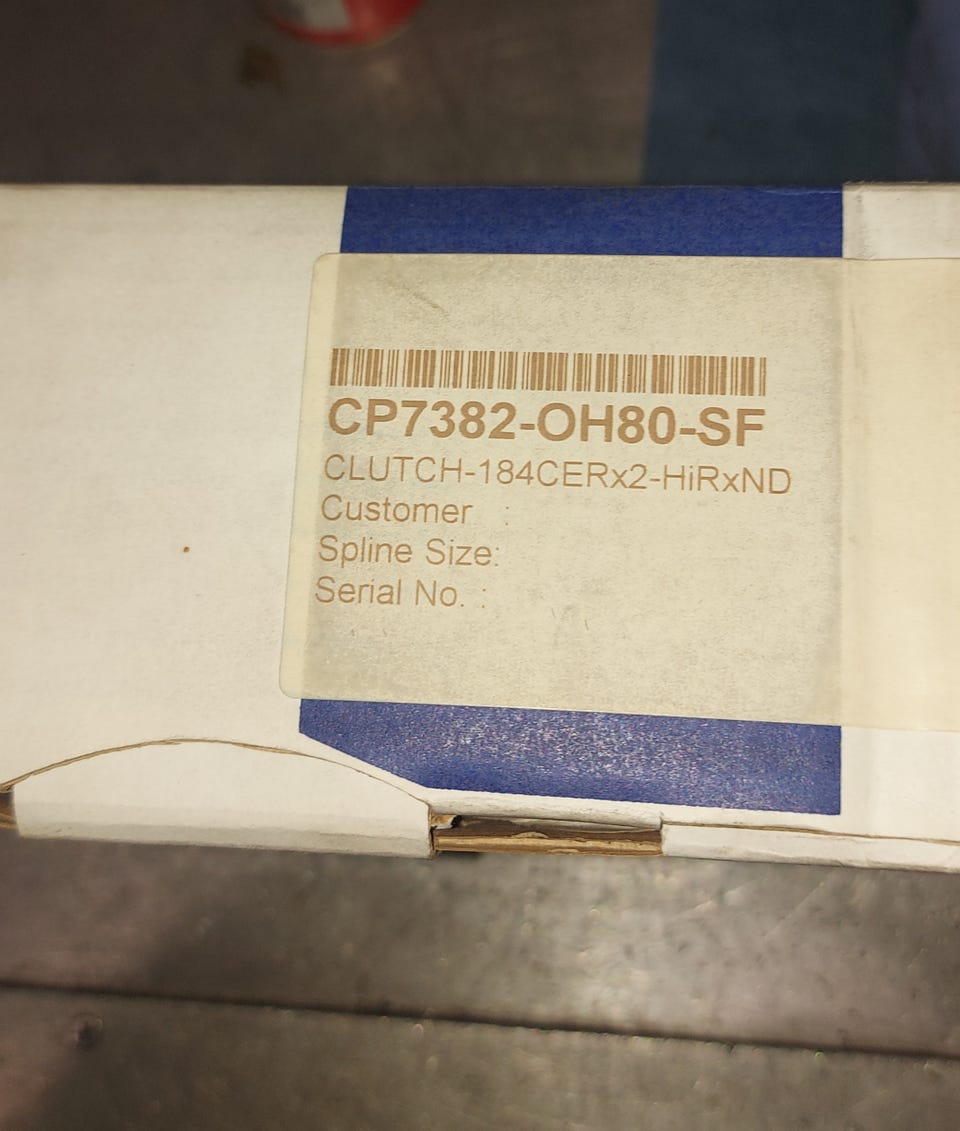 CP7382-OH80-SF
CLUTCH-184CERx2-HiRxND
Customer :
Spline Size:
Serial No. :